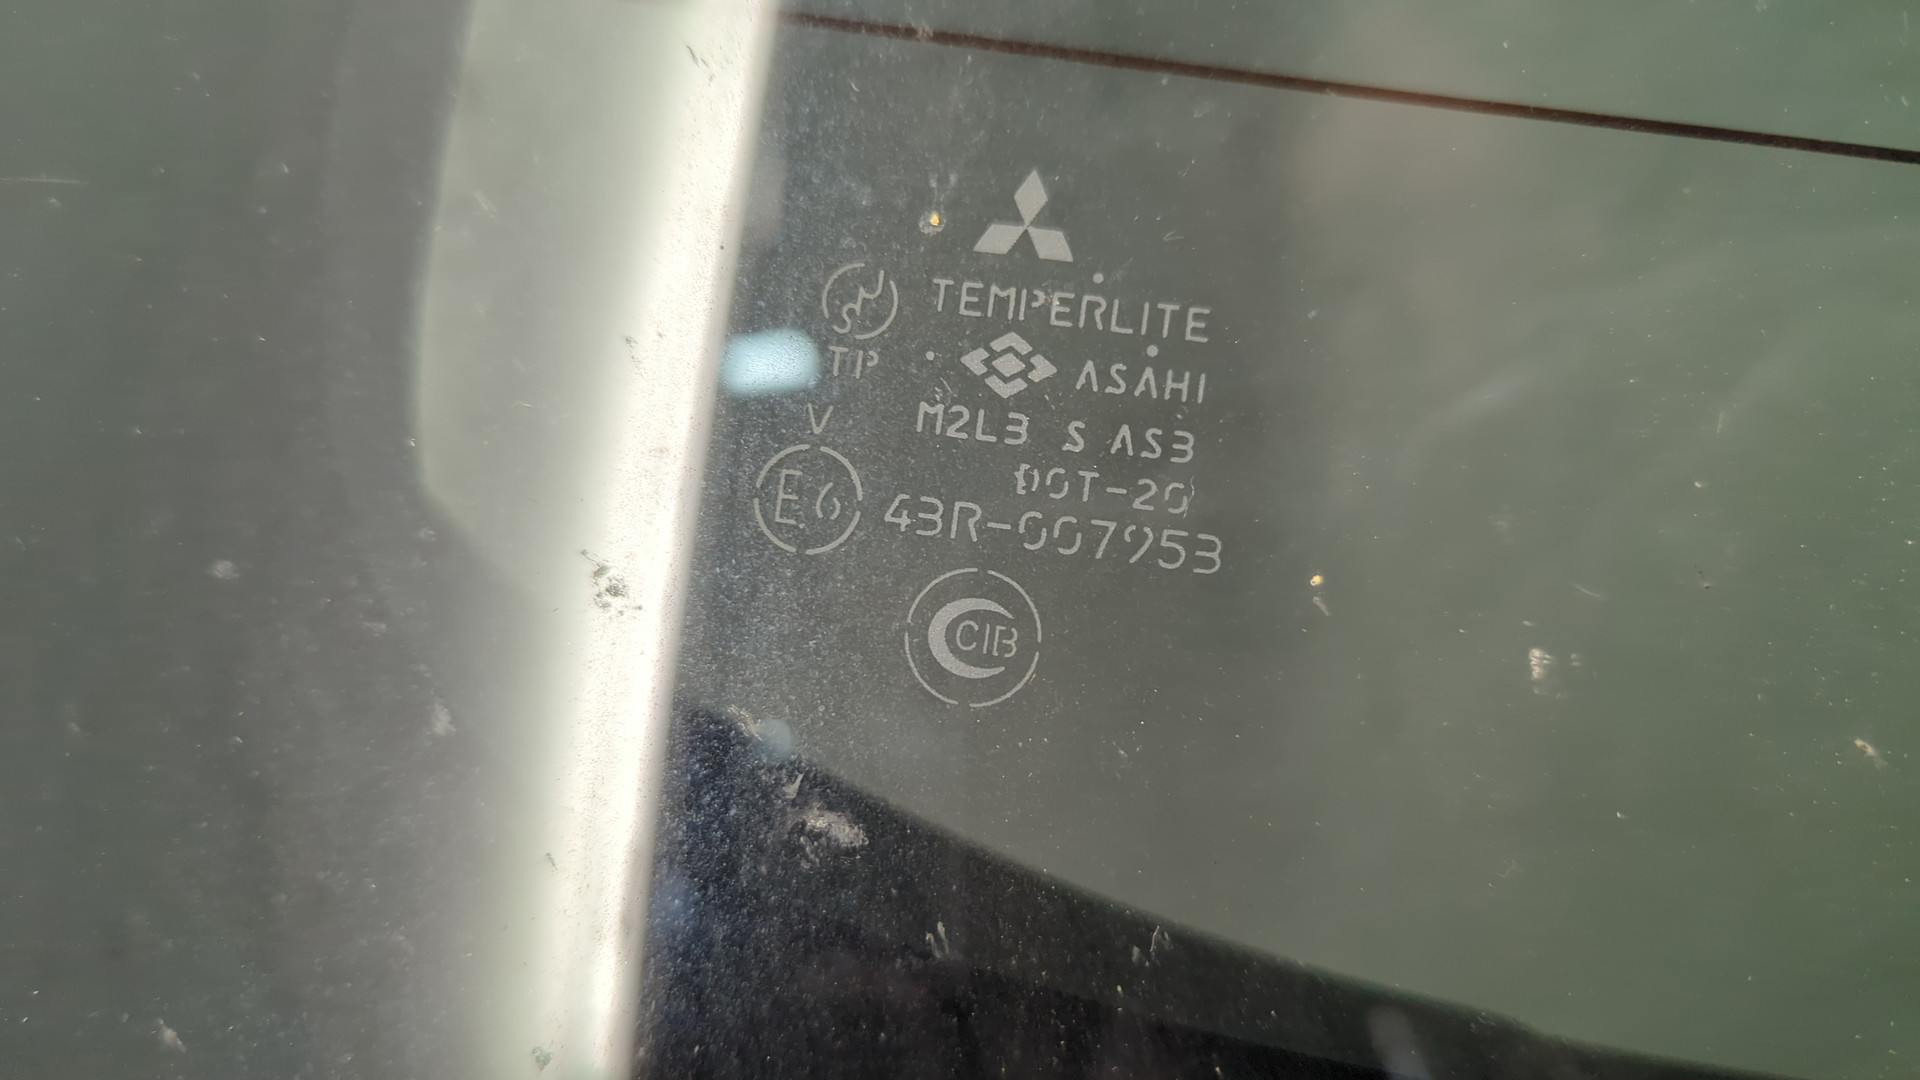 TEMPERLITE
S
TP
ASAHI
V
M2L3 S AS3
DOT-20
E6
43R-007953
CIB